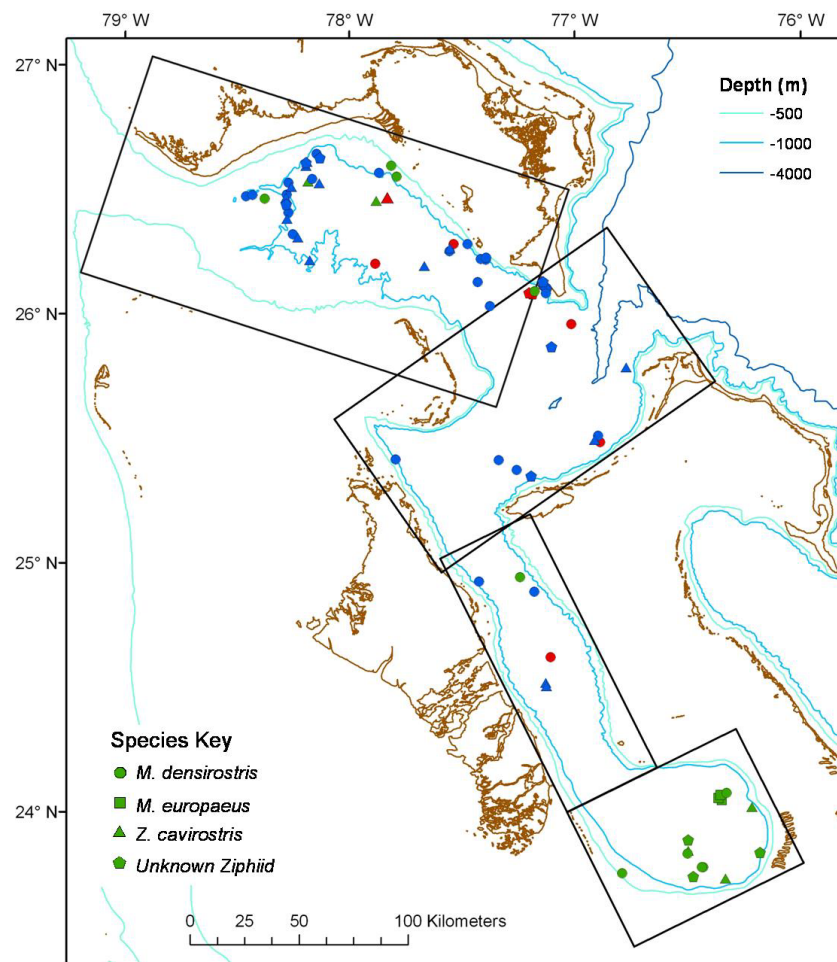 79° W 78° W 77° W 76° W
27° N
26° N
25° N
24° N
Depth (m)
-500
-1000
-4000
Species Key
M. densirostris
M. europaeus
Z. cavirostris
Unknown Ziphiid
0 25 50 100 Kilometers